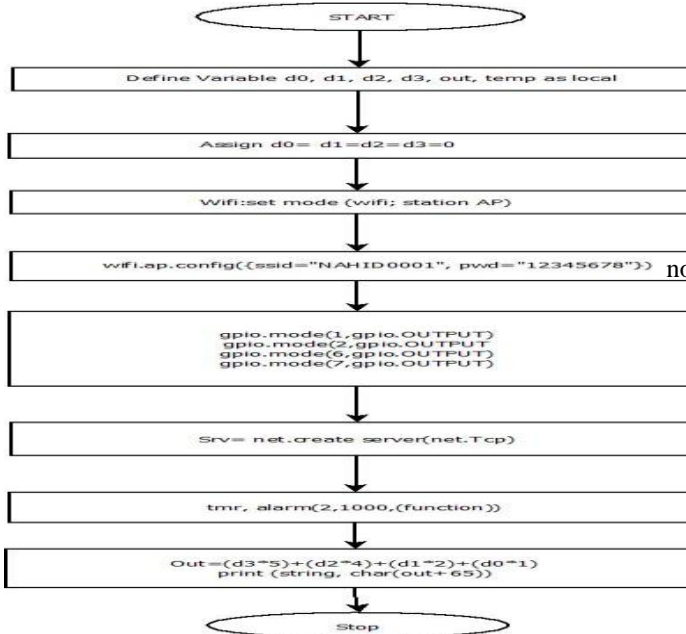 START
Define Variable d0, d1, d2, d3, out, temp as local
Assign d0= d1=d2=d3=0
Wifi:set mode (wifi; station AP)
wifi.ap.config({ssid="NAHID0001", pwd="12345678"})
no
gpio.mode(1,gpio.OUTPUT)
gpio.mode(2,gpio.OUTPUT
gpio.mode(6,gpio.OUTPUT)
gpio.mode(7,gpio.OUTPUT)
Srv= net.create server(net.Tcp)
tmr, alarm(2,1000,(function))
Out=(d3*5)+(d2*4)+(d1*2)+(d0*1)
print (string, char(out+65))
Stop